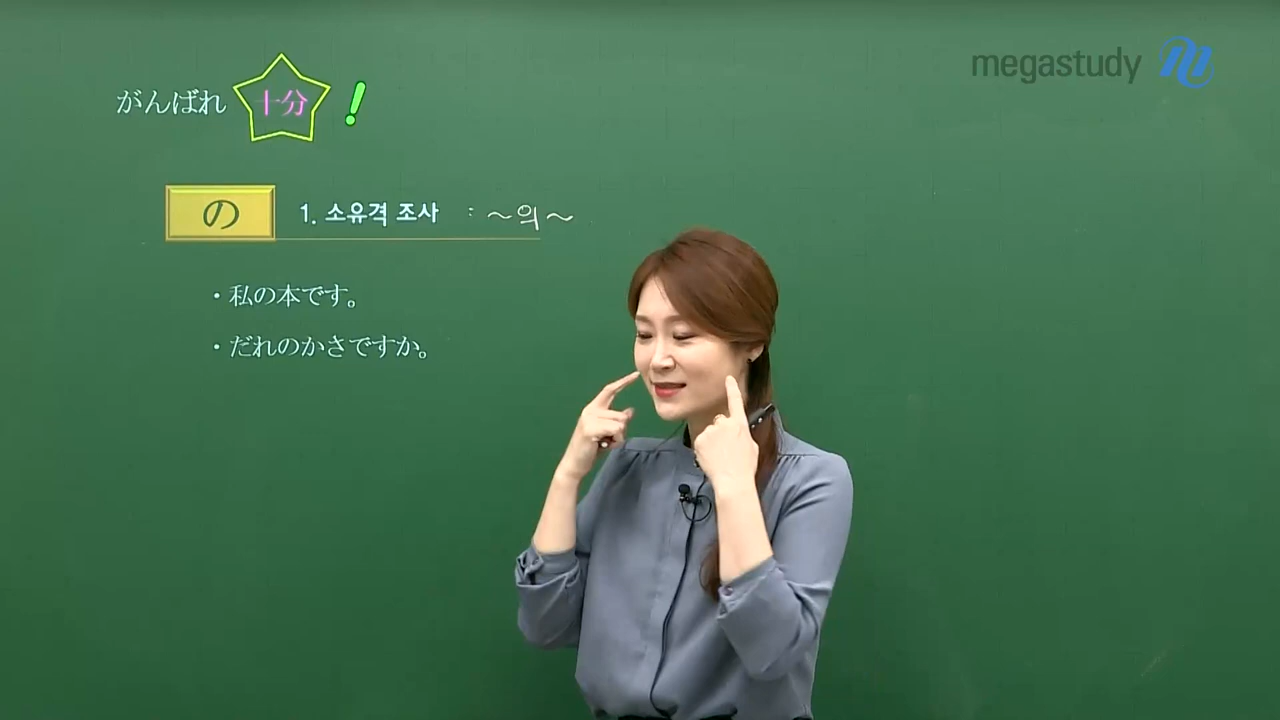 megastudy
がんばれ 十分!
の 1. 소유격 조사 : ~의~
・私の本です。
・だれのかさですか。